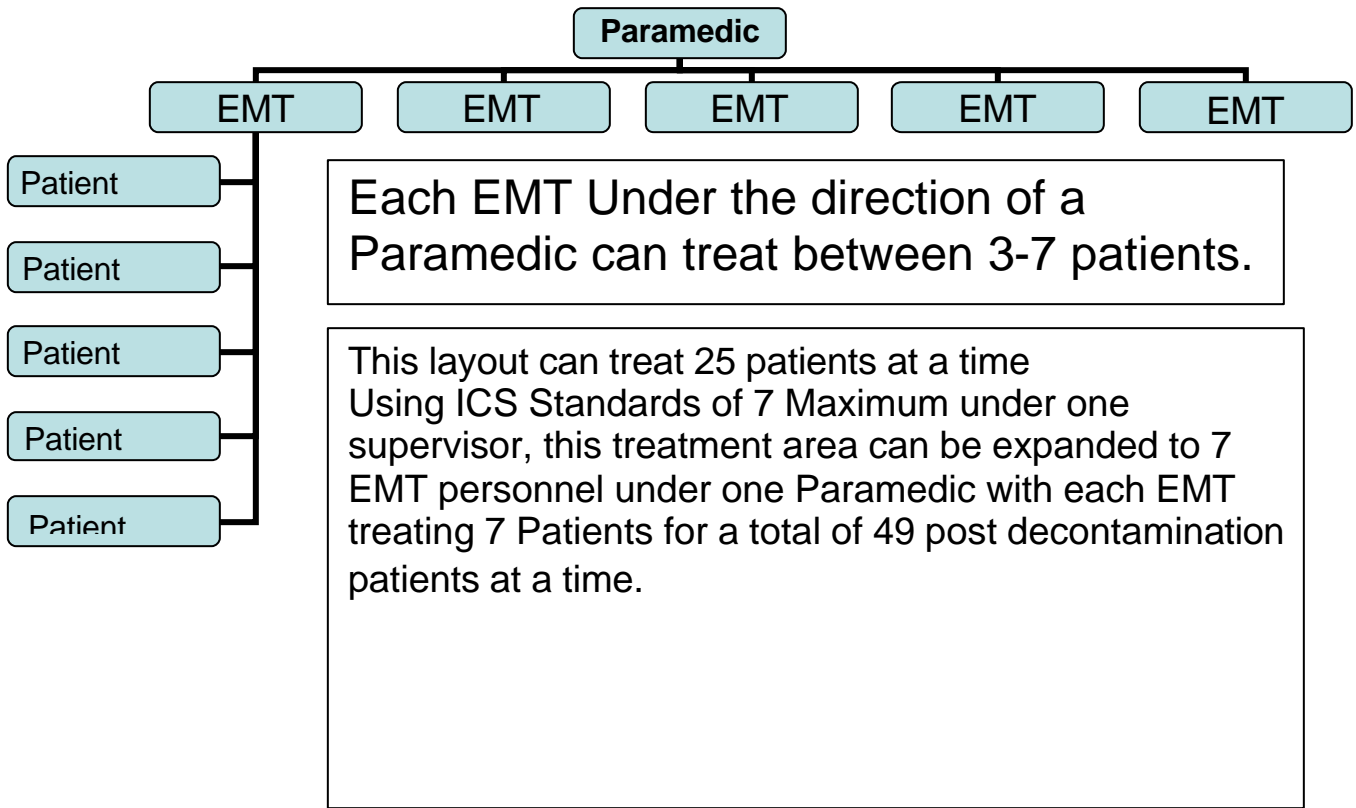 Paramedic
EMT EMT EMT EMT EMT
Patient
Patient
Patient
Patient
Patient
Each EMT Under the direction of a
Paramedic can treat between 3-7 patients.
This layout can treat 25 patients at a time
Using ICS Standards of 7 Maximum under one
supervisor, this treatment area can be expanded to 7
EMT personnel under one Paramedic with each EMT
treating 7 Patients for a total of 49 post decontamination
patients at a time.